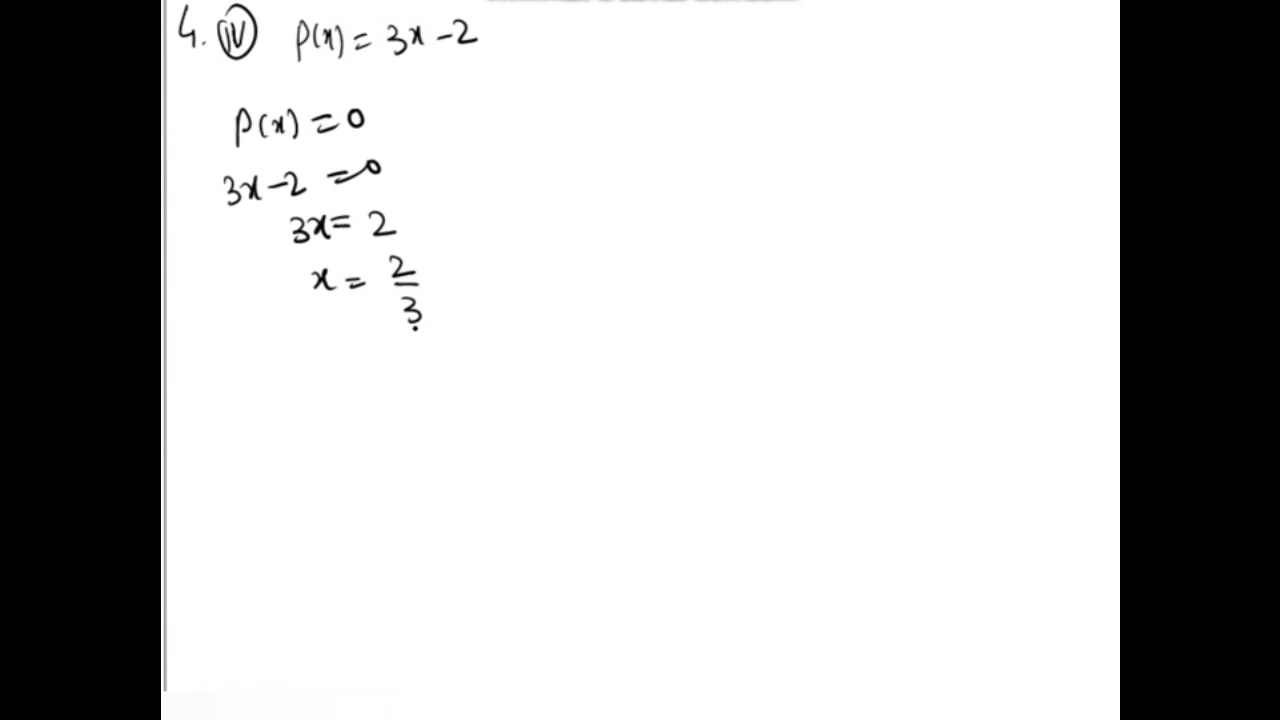 4. (iv) p(x) = 3x - 2
p(x) = 0
3x - 2 = 0
3x = 2
x = 2/3